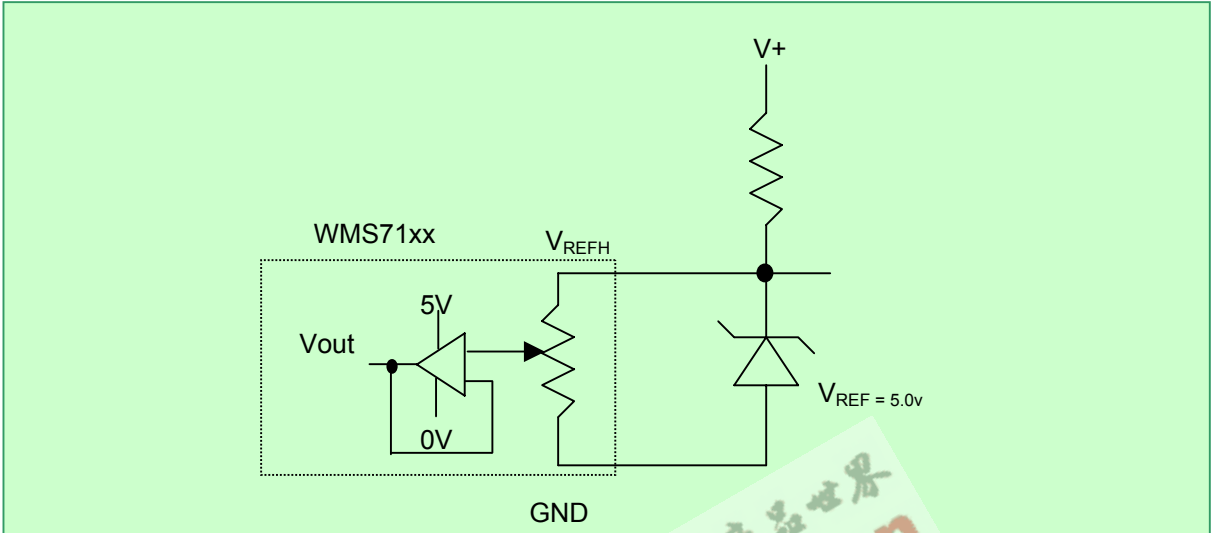 V+
WMS71xx
VREFH
5V
Vout
VREF = 5.0v
0V
GND